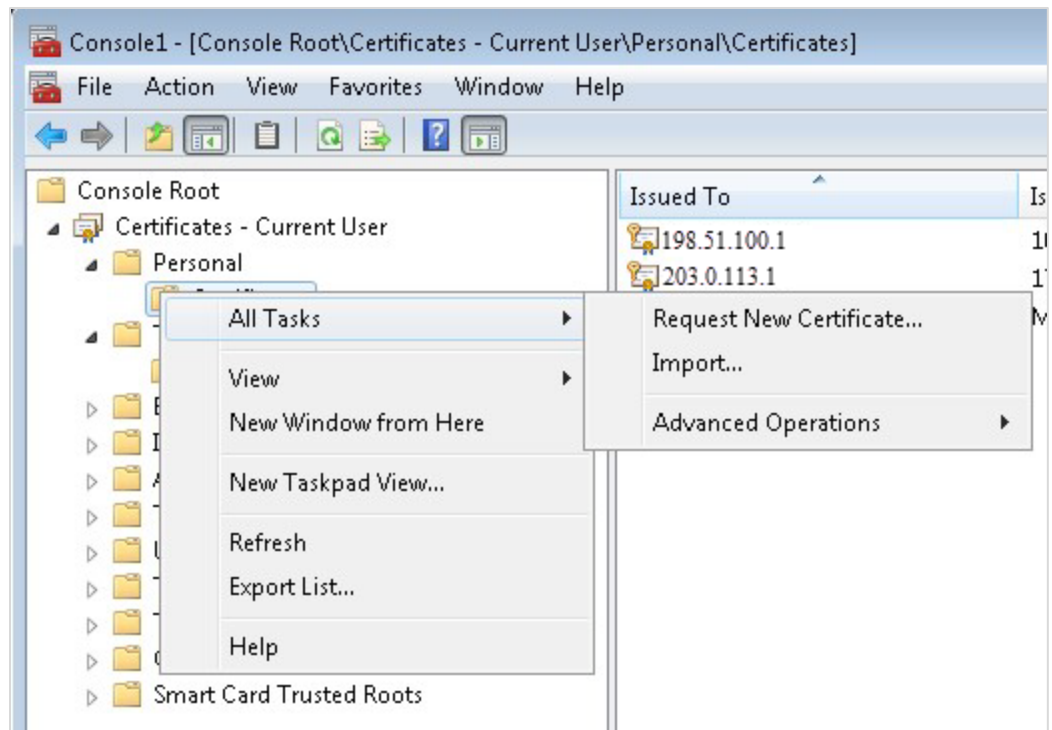 Console1 - [Console Root\Certificates - Current User\Personal\Certificates]
File Action View Favorites Window Help
Console Root
Certificates - Current User
Personal
Issued To
198.51.100.1
203.0.113.1
All Tasks
View
New Window from Here
New Taskpad View...
Refresh
Export List...
Help
Request New Certificate...
Import...
Advanced Operations
Smart Card Trusted Roots